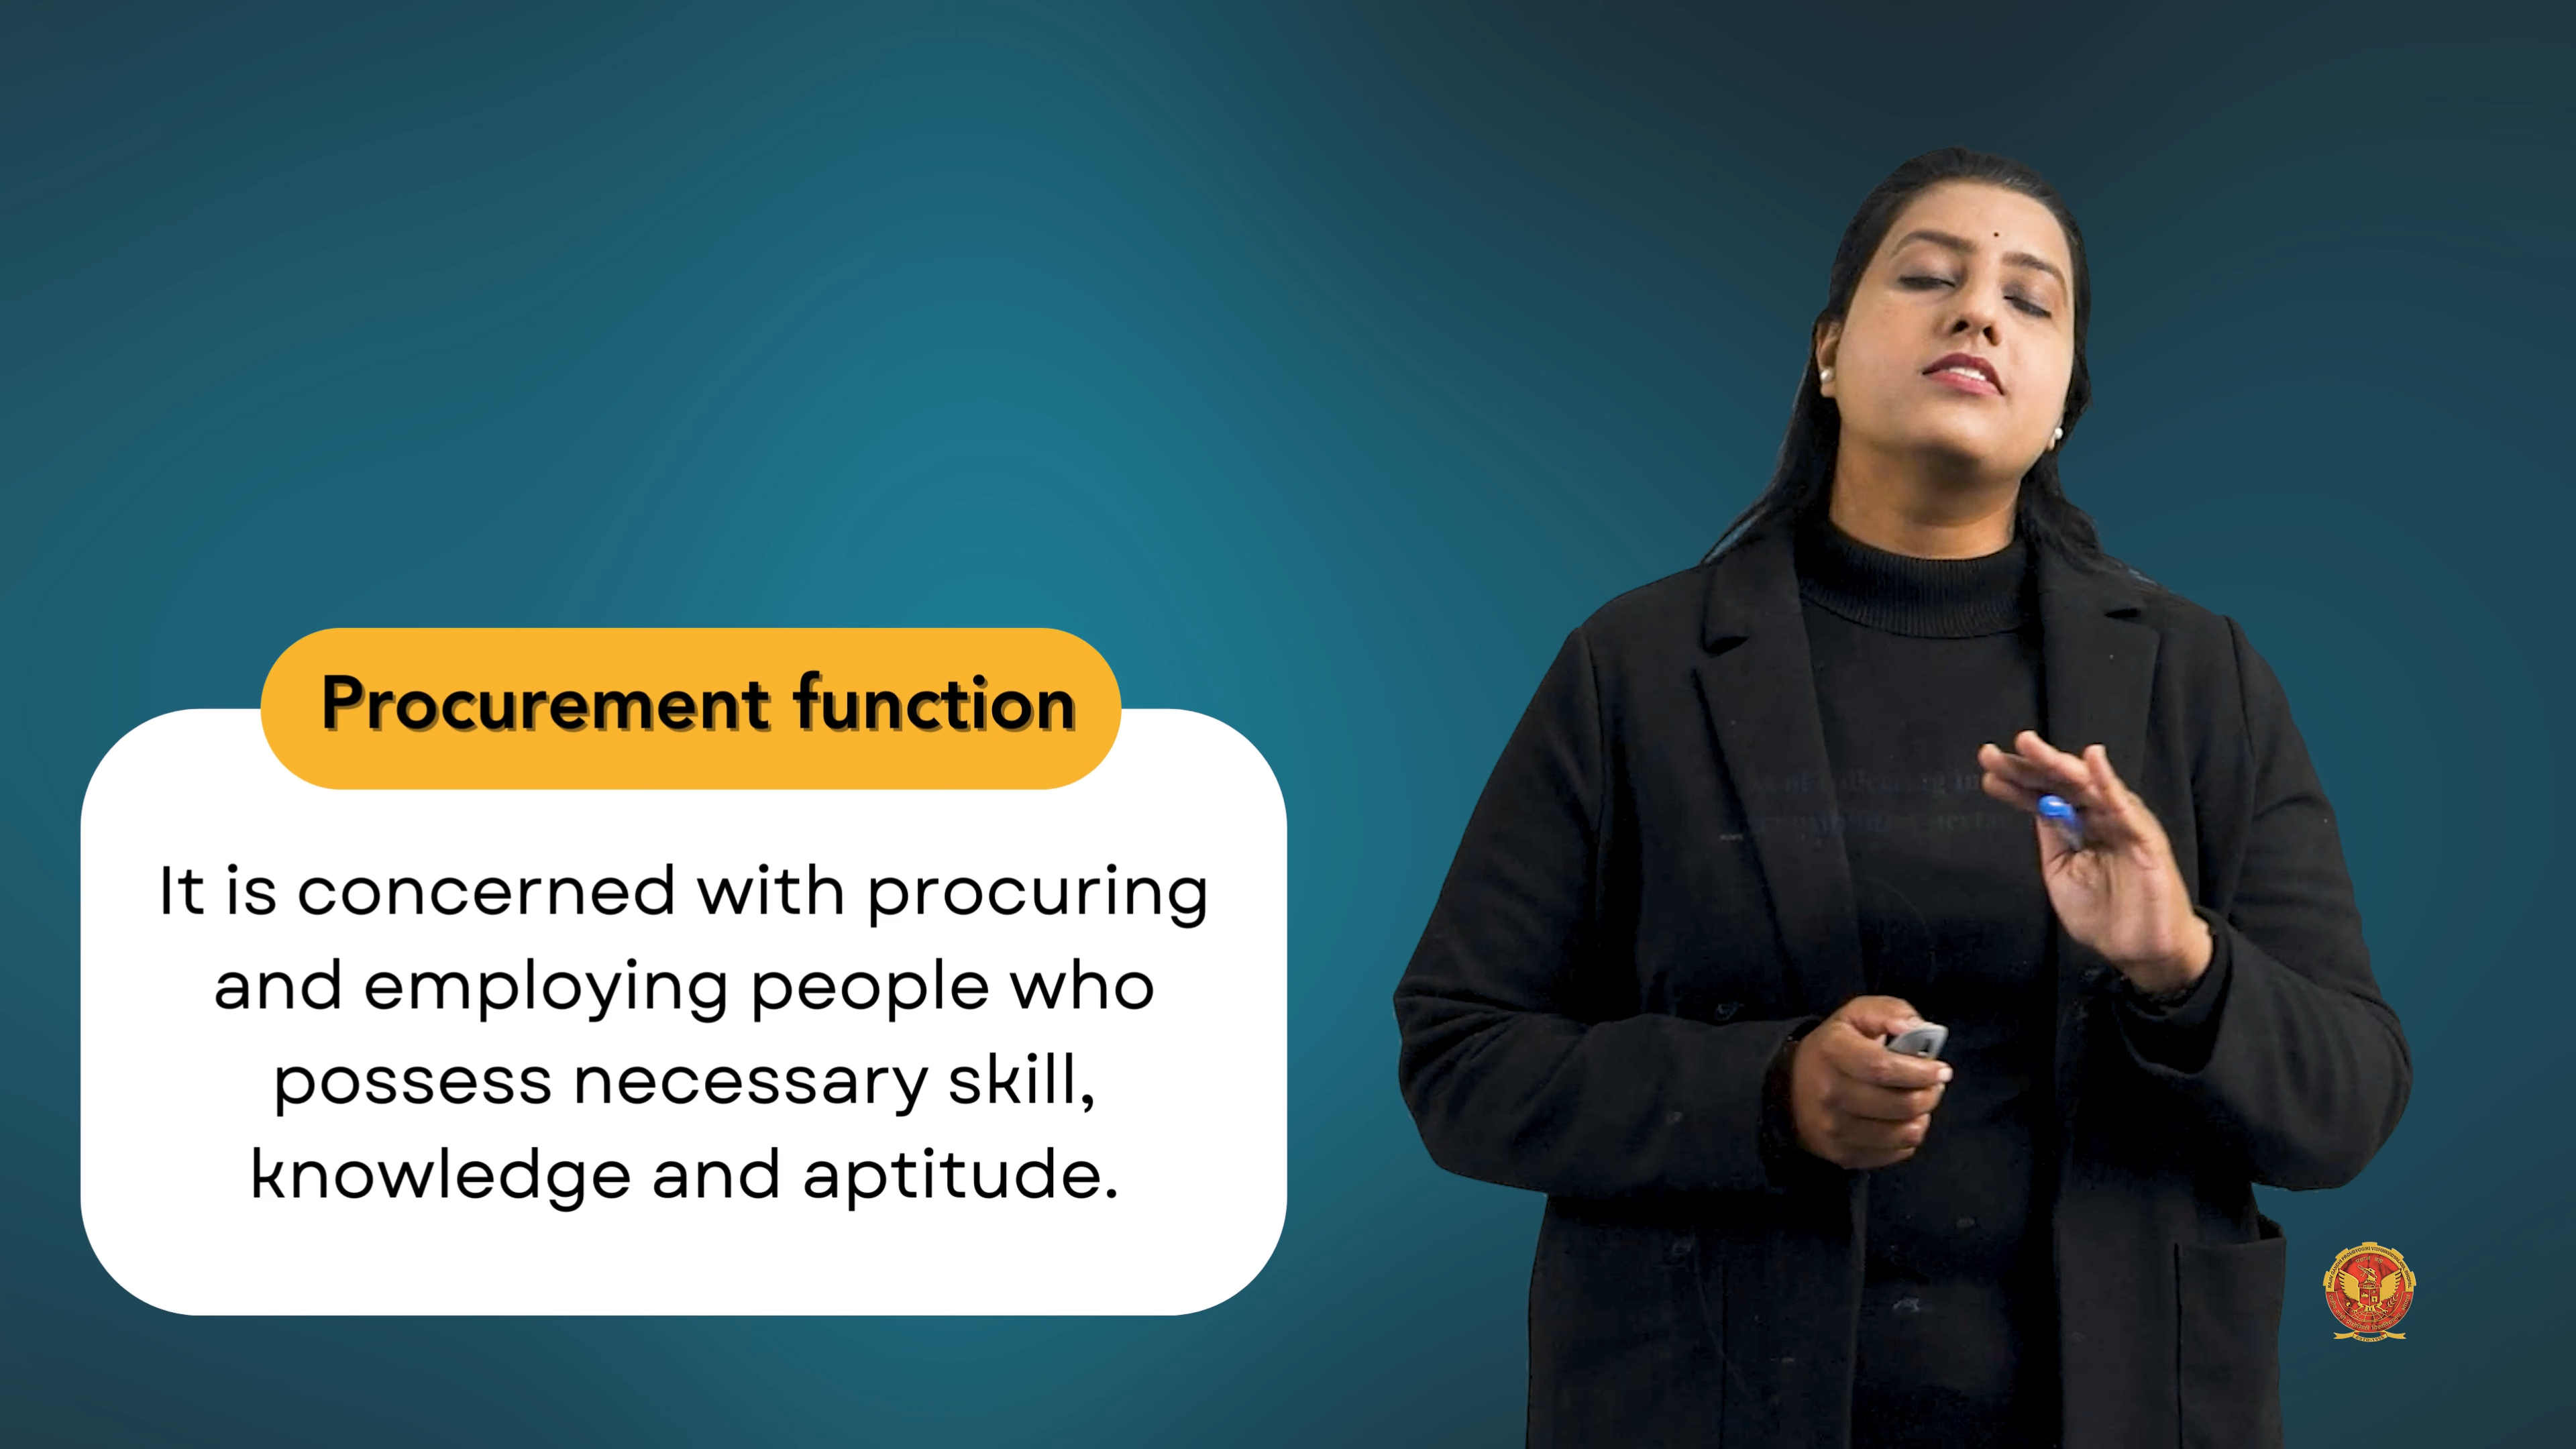 Procurement function
It is concerned with procuring
and employing people who
possess necessary skill,
knowledge and aptitude.